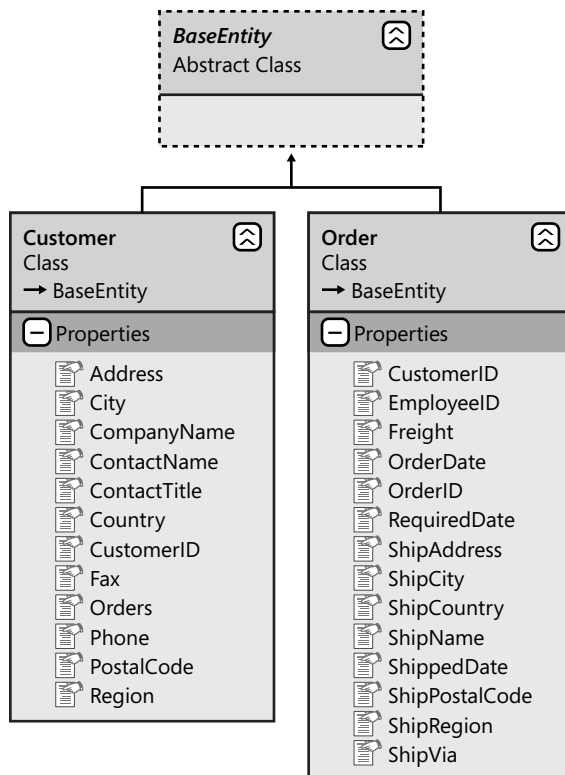 BaseEntity
Abstract Class
Customer
Class
→ BaseEntity
Properties
Address
City
CompanyName
ContactName
ContactTitle
Country
CustomerID
Fax
Orders
Phone
PostalCode
Region
Order
Class
→ BaseEntity
Properties
CustomerID
EmployeeID
Freight
OrderDate
OrderID
RequiredDate
ShipAddress
ShipCity
ShipCountry
ShipName
ShippedDate
ShipPostalCode
ShipRegion
ShipVia